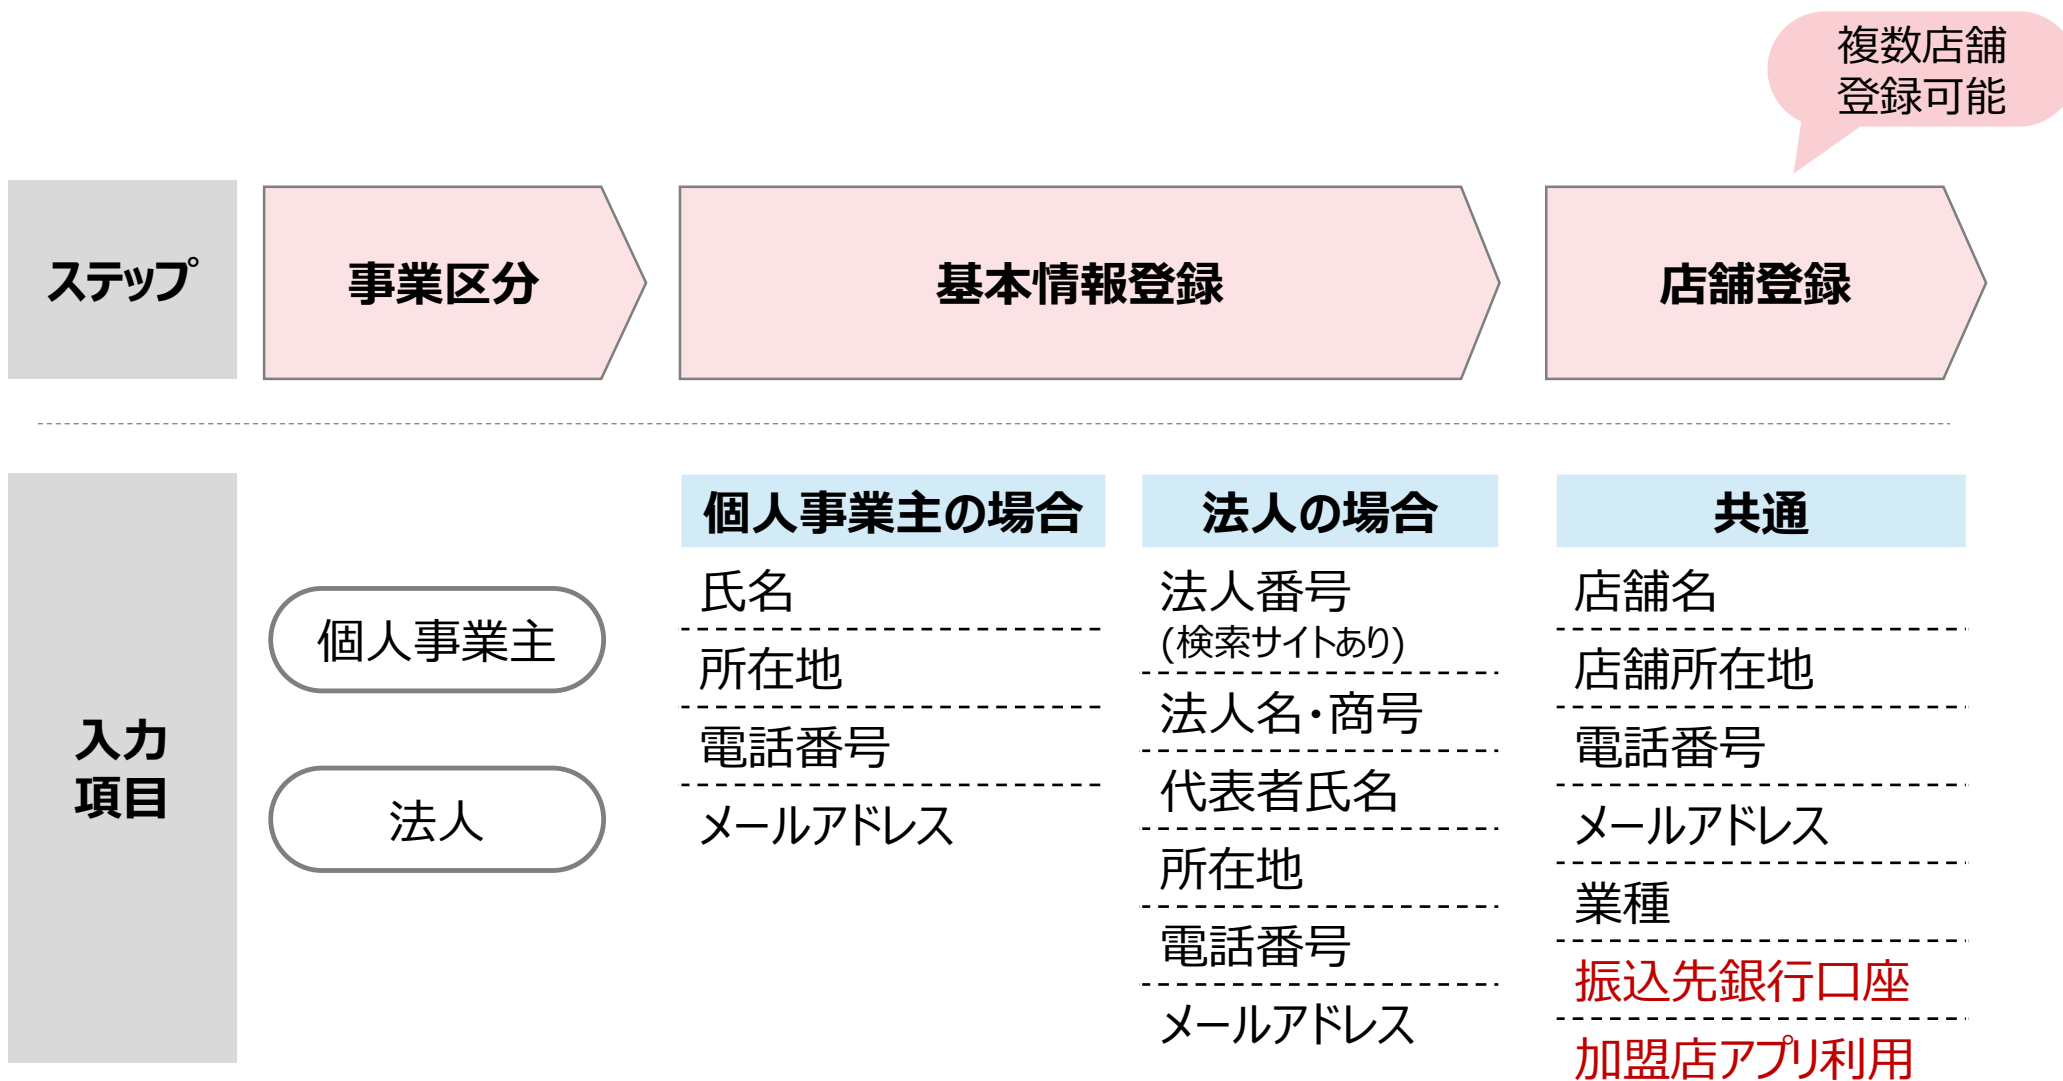 複数店舗
登録可能
ステップ
事業区分
基本情報登録
店舗登録
入力
項目
個人事業主
法人
個人事業主の場合
氏名
所在地
電話番号
メールアドレス
法人の場合
法人番号
(検索サイトあり)
法人名・商号
代表者氏名
所在地
電話番号
メールアドレス
共通
店舗名
店舗所在地
電話番号
メールアドレス
業種
振込先銀行口座
加盟店アプリ利用